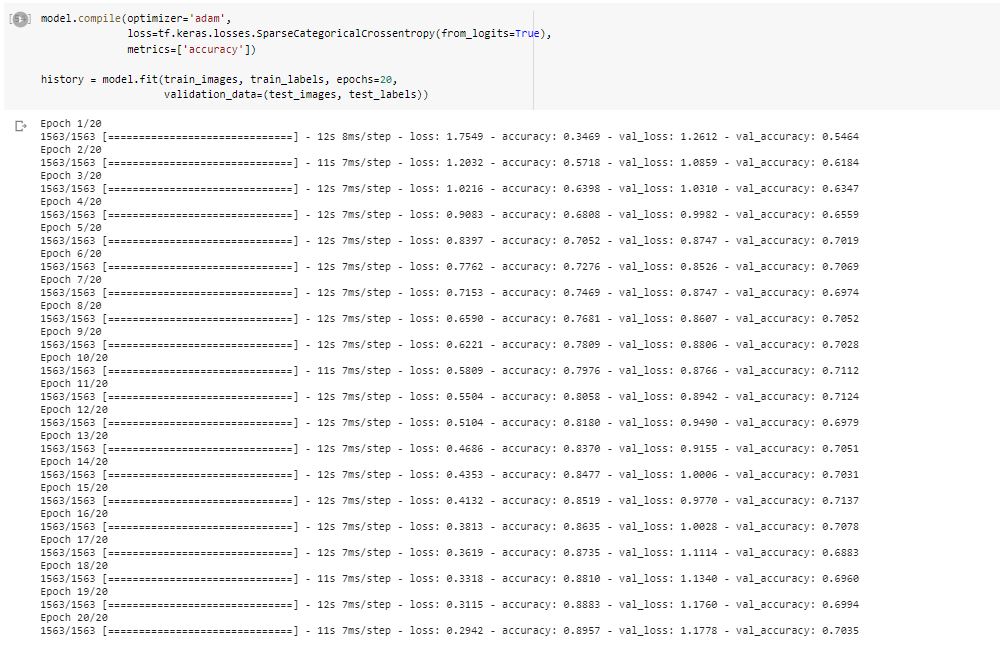 model.compile(optimizer='adam',
loss=tf.keras.losses.SparseCategoricalCrossentropy(from_logits=True),
metrics=['accuracy'])
history = model.fit(train_images, train_labels, epochs=20,
validation_data=(test_images, test_labels))
Epoch 1/20
1563/1563 [==============================] - 12s 8ms/step - loss: 1.7549 - accuracy: 0.3469 - val_loss: 1.2612 - val_accuracy: 0.5464
Epoch 2/20
1563/1563 [==============================] - 11s 7ms/step - loss: 1.2032 - accuracy: 0.5718 - val_loss: 1.0859 - val_accuracy: 0.6184
Epoch 3/20
1563/1563 [==============================] - 12s 7ms/step - loss: 1.0216 - accuracy: 0.6398 - val_loss: 1.0310 - val_accuracy: 0.6347
Epoch 4/20
1563/1563 [==============================] - 12s 7ms/step - loss: 0.9083 - accuracy: 0.6808 - val_loss: 0.9982 - val_accuracy: 0.6559
Epoch 5/20
1563/1563 [==============================] - 12s 7ms/step - loss: 0.8397 - accuracy: 0.7052 - val_loss: 0.8747 - val_accuracy: 0.7019
Epoch 6/20
1563/1563 [==============================] - 12s 7ms/step - loss: 0.7762 - accuracy: 0.7276 - val_loss: 0.8526 - val_accuracy: 0.7069
Epoch 7/20
1563/1563 [==============================] - 12s 7ms/step - loss: 0.7153 - accuracy: 0.7469 - val_loss: 0.8747 - val_accuracy: 0.6974
Epoch 8/20
1563/1563 [==============================] - 12s 7ms/step - loss: 0.6590 - accuracy: 0.7681 - val_loss: 0.8607 - val_accuracy: 0.7052
Epoch 9/20
1563/1563 [==============================] - 12s 7ms/step - loss: 0.6221 - accuracy: 0.7809 - val_loss: 0.8806 - val_accuracy: 0.7028
Epoch 10/20
1563/1563 [==============================] - 11s 7ms/step - loss: 0.5809 - accuracy: 0.7976 - val_loss: 0.8766 - val_accuracy: 0.7112
Epoch 11/20
1563/1563 [==============================] - 12s 7ms/step - loss: 0.5504 - accuracy: 0.8058 - val_loss: 0.8942 - val_accuracy: 0.7124
Epoch 12/20
1563/1563 [==============================] - 12s 7ms/step - loss: 0.5104 - accuracy: 0.8180 - val_loss: 0.9490 - val_accuracy: 0.6979
Epoch 13/20
1563/1563 [==============================] - 12s 7ms/step - loss: 0.4686 - accuracy: 0.8370 - val_loss: 0.9155 - val_accuracy: 0.7051
Epoch 14/20
1563/1563 [==============================] - 12s 7ms/step - loss: 0.4353 - accuracy: 0.8477 - val_loss: 1.0006 - val_accuracy: 0.7031
Epoch 15/20
1563/1563 [==============================] - 12s 7ms/step - loss: 0.4132 - accuracy: 0.8519 - val_loss: 0.9770 - val_accuracy: 0.7137
Epoch 16/20
1563/1563 [==============================] - 12s 7ms/step - loss: 0.3813 - accuracy: 0.8635 - val_loss: 1.0028 - val_accuracy: 0.7078
Epoch 17/20
1563/1563 [==============================] - 12s 7ms/step - loss: 0.3619 - accuracy: 0.8735 - val_loss: 1.1114 - val_accuracy: 0.6883
Epoch 18/20
1563/1563 [==============================] - 11s 7ms/step - loss: 0.3318 - accuracy: 0.8810 - val_loss: 1.1340 - val_accuracy: 0.6960
Epoch 19/20
1563/1563 [==============================] - 12s 7ms/step - loss: 0.3115 - accuracy: 0.8883 - val_loss: 1.1760 - val_accuracy: 0.6994
Epoch 20/20
1563/1563 [==============================] - 11s 7ms/step - loss: 0.2942 - accuracy: 0.8957 - val_loss: 1.1778 - val_accuracy: 0.7035